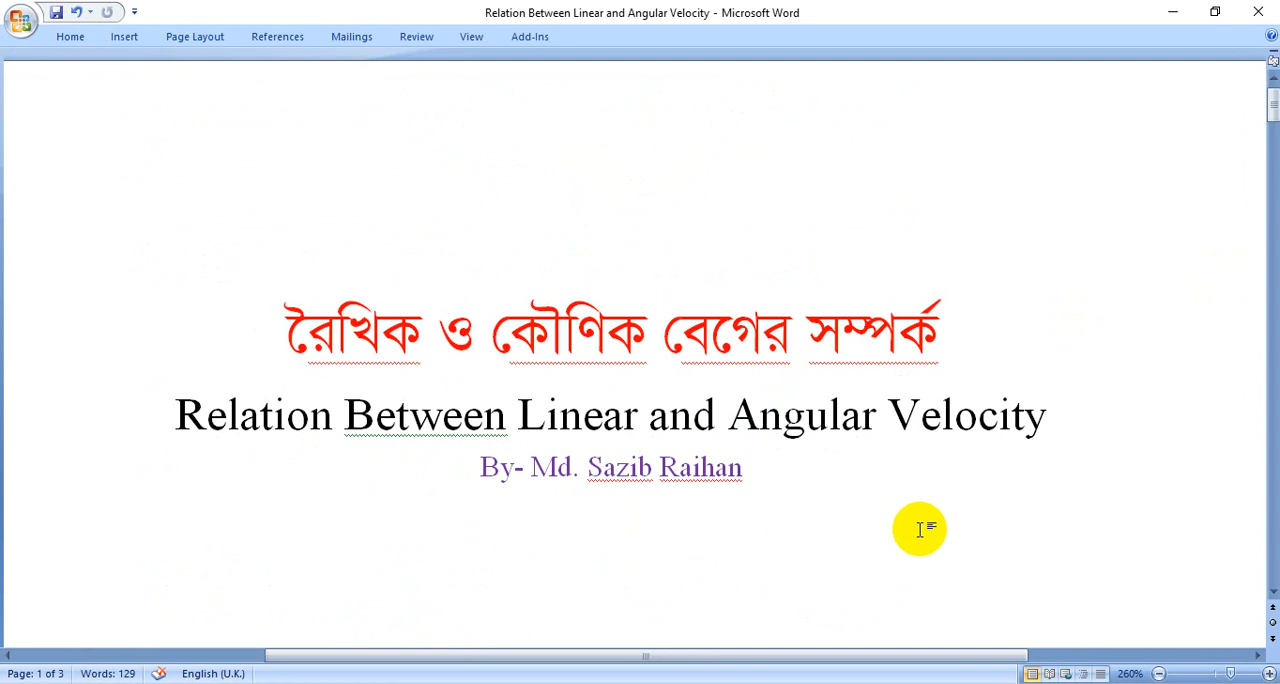 Relation Between Linear and Angular Velocity - Microsoft Word
Home Insert Page Layout References Mailings Review View Add-Ins
রৈখিক ও কৌণিক বেগের সম্পর্ক
Relation Between Linear and Angular Velocity
By- Md. Sazib Raihan
Page: 1 of 3 Words: 129 English (U.K.) 260%